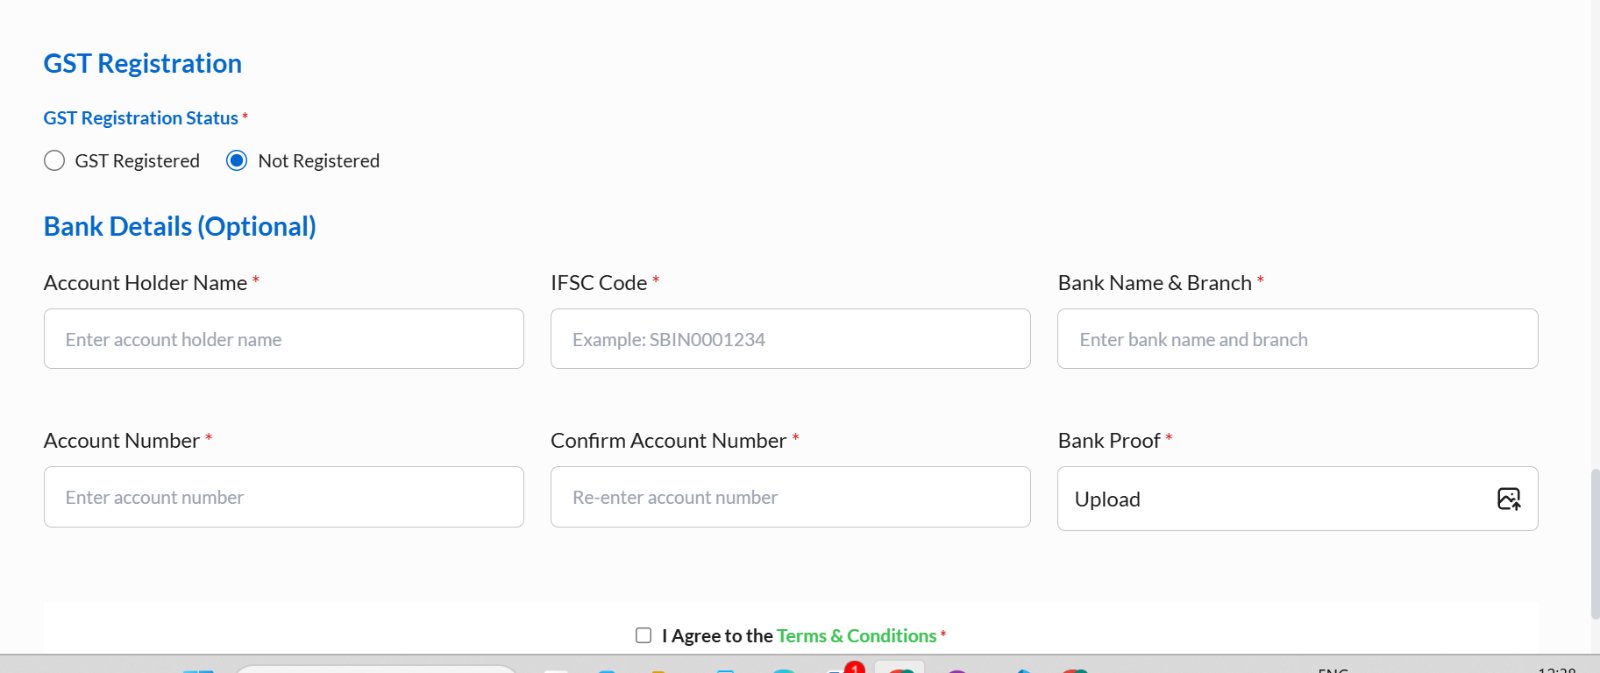 GST Registration
GST Registration Status *
GST Registered Not Registered
Bank Details (Optional)
Account Holder Name * IFSC Code * Bank Name & Branch *
Enter account holder name Example: SBIN0001234 Enter bank name and branch
Account Number * Confirm Account Number * Bank Proof *
Enter account number Re-enter account number Upload
I Agree to the Terms & Conditions *
1